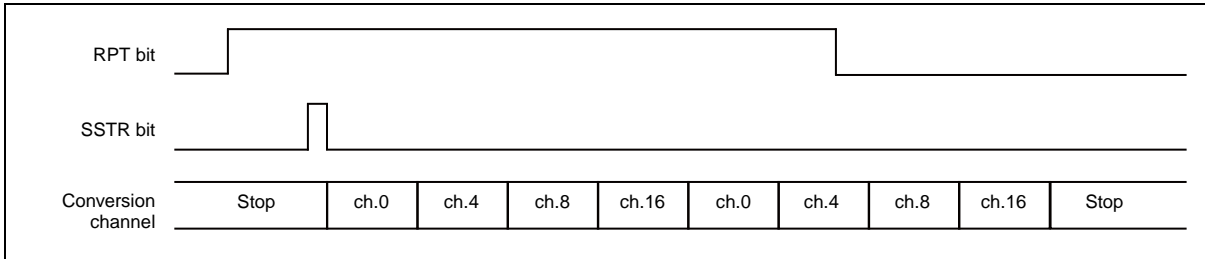 RPT bit
SSTR bit
Conversion
channel
Stop ch.0 ch.4 ch.8 ch.16 ch.0 ch.4 ch.8 ch.16 Stop